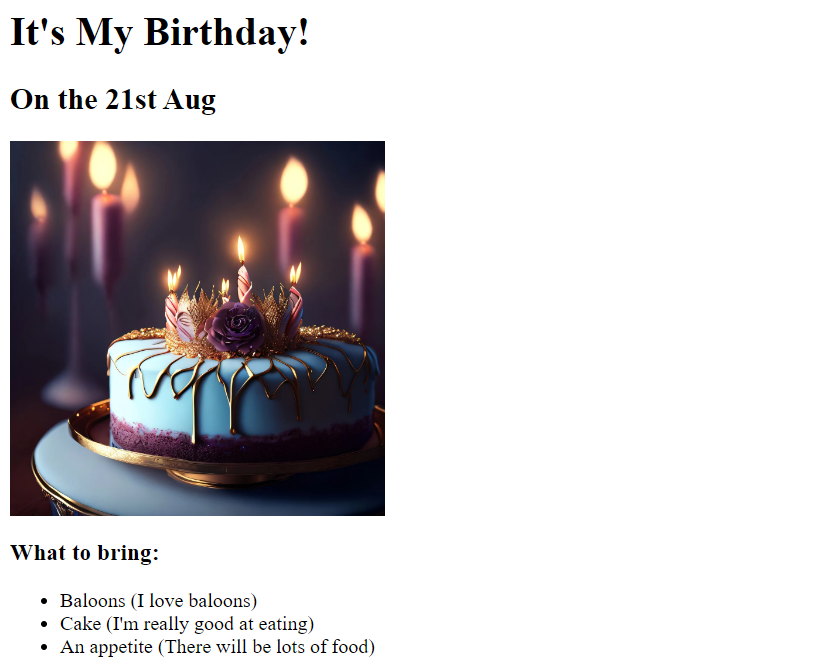 It's My Birthday!
On the 21st Aug
What to bring:
Baloons (I love baloons)
Cake (I'm really good at eating)
An appetite (There will be lots of food)